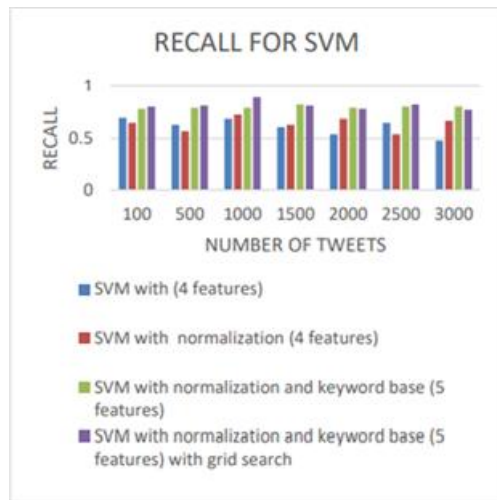 RECALL FOR SVM
1
0.5
0
RECALL
100 500 1000 1500 2000 2500 3000
NUMBER OF TWEETS
SVM with (4 features)
SVM with normalization (4 features)
SVM with normalization and keyword base (5
features)
SVM with normalization and keyword base (5
features) with grid search